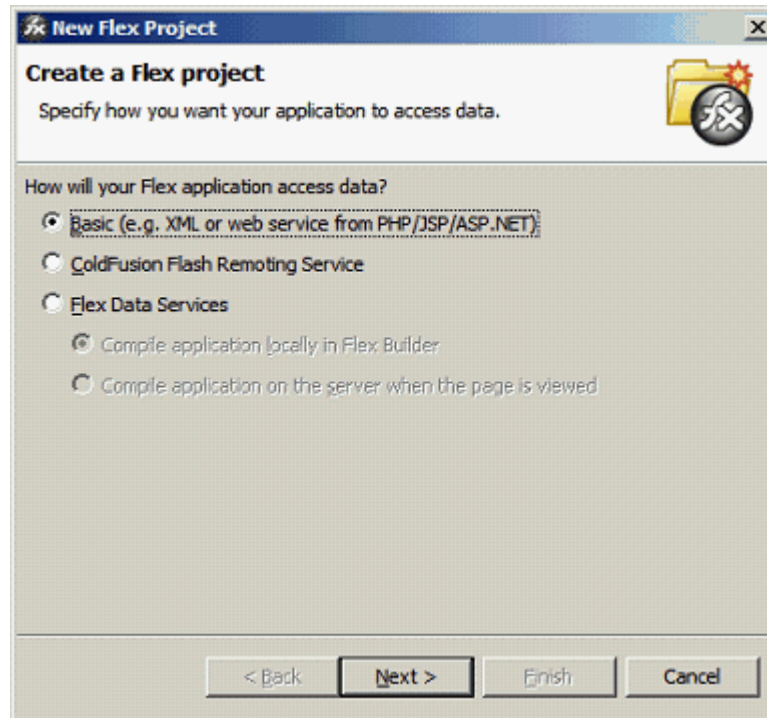 New Flex Project
Create a Flex project
Specify how you want your application to access data.
How will your Flex application access data?
Basic (e.g. XML or web service from PHP/JSP/ASP.NET)
ColdFusion Flash Remoting Service
Flex Data Services
Compile application locally in Flex Builder
Compile application on the server when the page is viewed
< Back Next > Finish Cancel